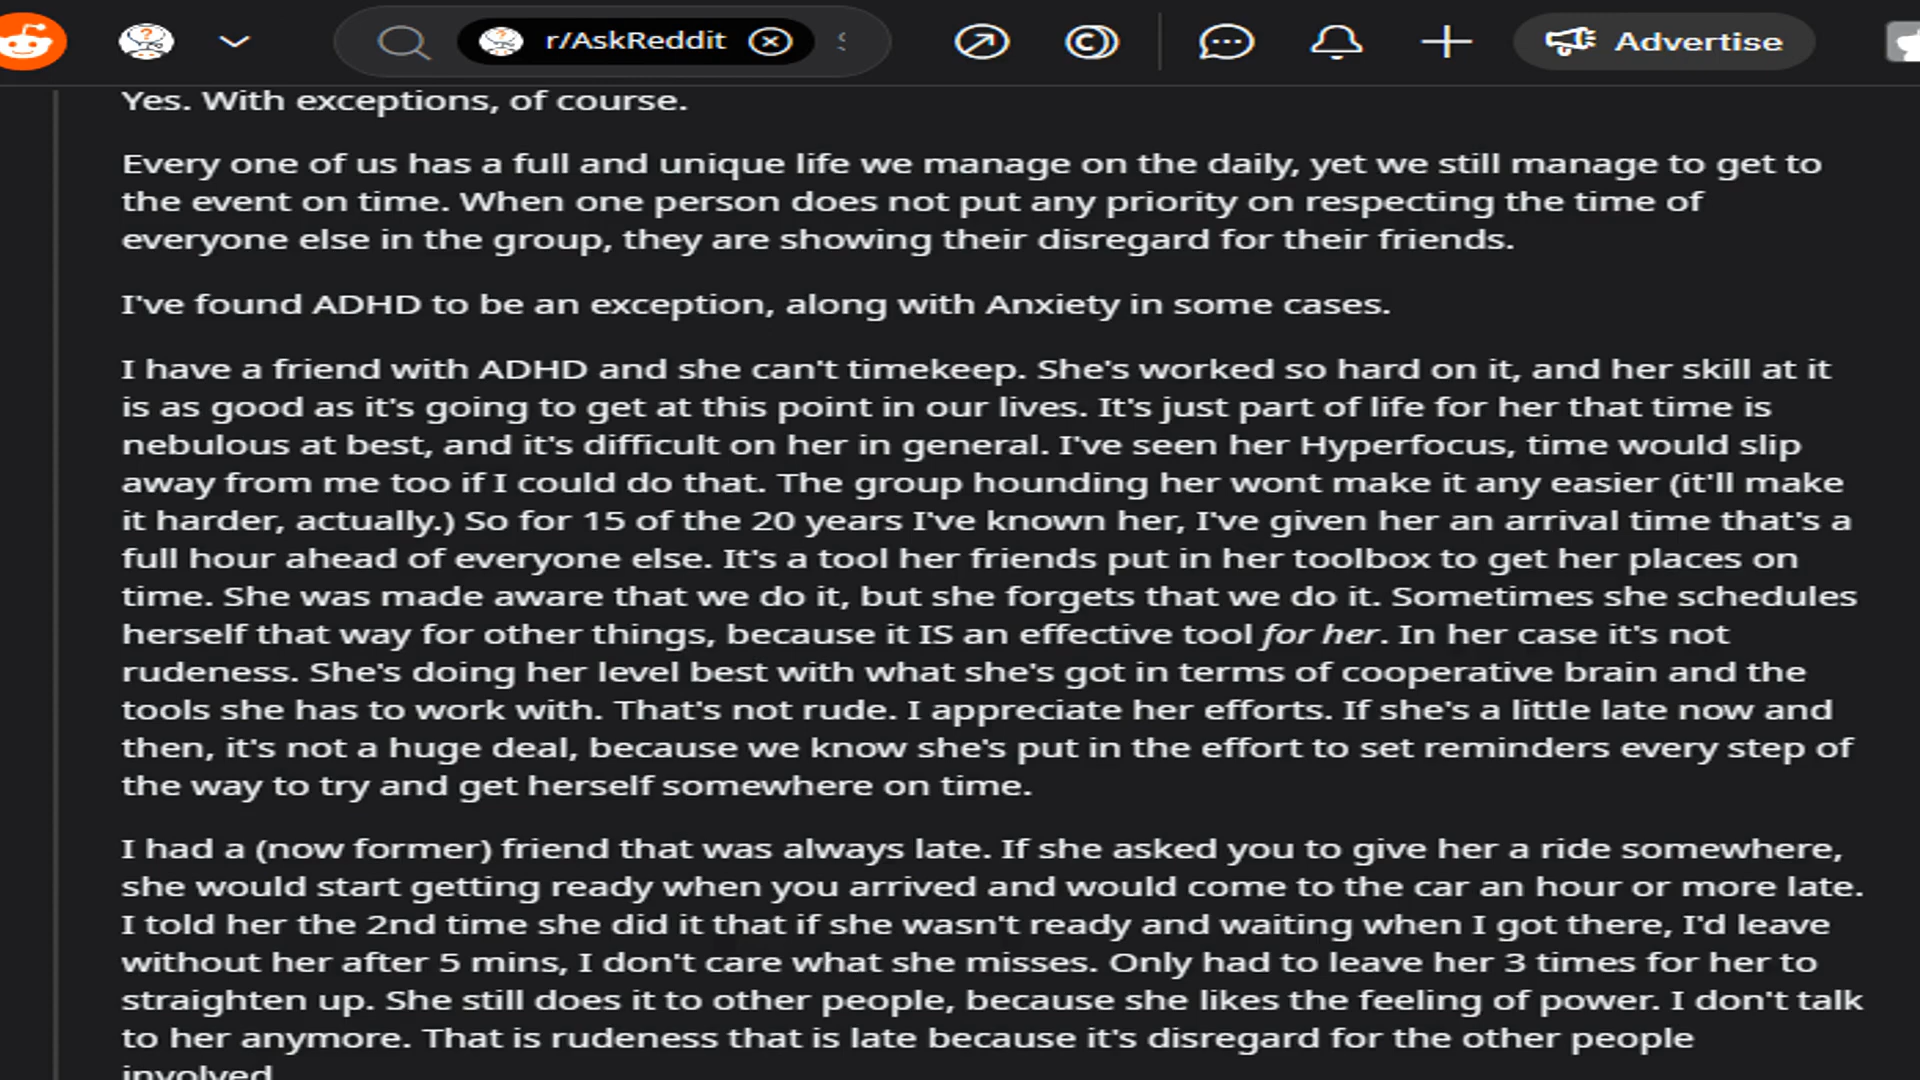 r/AskReddit
Advertise
Yes. With exceptions, of course.
Every one of us has a full and unique life we manage on the daily, yet we still manage to get to
the event on time. When one person does not put any priority on respecting the time of
everyone else in the group, they are showing their disregard for their friends.
I've found ADHD to be an exception, along with Anxiety in some cases.
I have a friend with ADHD and she can't timekeep. She's worked so hard on it, and her skill at it
is as good as it's going to get at this point in our lives. It's just part of life for her that time is
nebulous at best, and it's difficult on her in general. I've seen her Hyperfocus, time would slip
away from me too if I could do that. The group hounding her wont make it any easier (it'll make
it harder, actually.) So for 15 of the 20 years I've known her, I've given her an arrival time that's a
full hour ahead of everyone else. It's a tool her friends put in her toolbox to get her places on
time. She was made aware that we do it, but she forgets that we do it. Sometimes she schedules
herself that way for other things, because it IS an effective tool for her. In her case it's not
rudeness. She's doing her level best with what she's got in terms of cooperative brain and the
tools she has to work with. That's not rude. I appreciate her efforts. If she's a little late now and
then, it's not a huge deal, because we know she's put in the effort to set reminders every step of
the way to try and get herself somewhere on time.
I had a (now former) friend that was always late. If she asked you to give her a ride somewhere,
she would start getting ready when you arrived and would come to the car an hour or more late.
I told her the 2nd time she did it that if she wasn't ready and waiting when I got there, I'd leave
without her after 5 mins, I don't care what she misses. Only had to leave her 3 times for her to
straighten up. She still does it to other people, because she likes the feeling of power. I don't talk
to her anymore. That is rudeness that is late because it's disregard for the other people
involved.